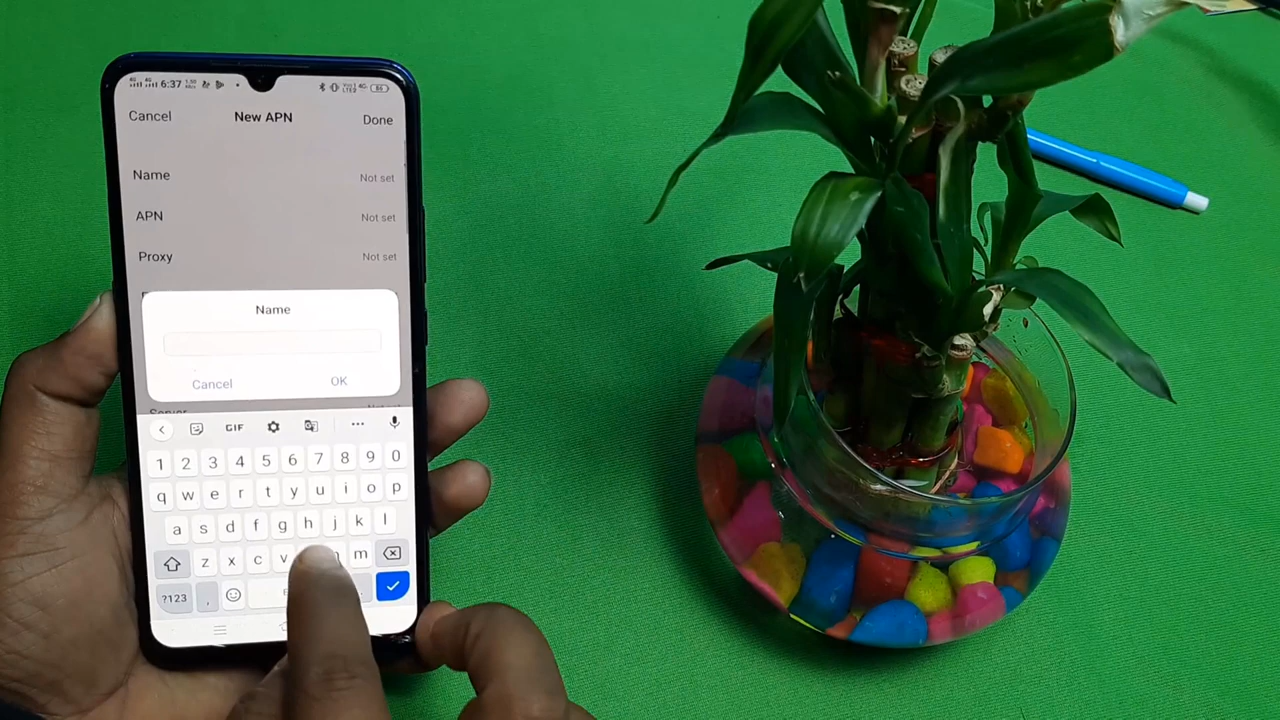 6:37
Cancel New APN Done
Name Not set
APN Not set
Proxy Not set
Name
Cancel OK
GIF
1 2 3 4 5 6 7 8 9 0
q w e r t y u i o p
a s d f g h j k l
z x c v m
?123 ,